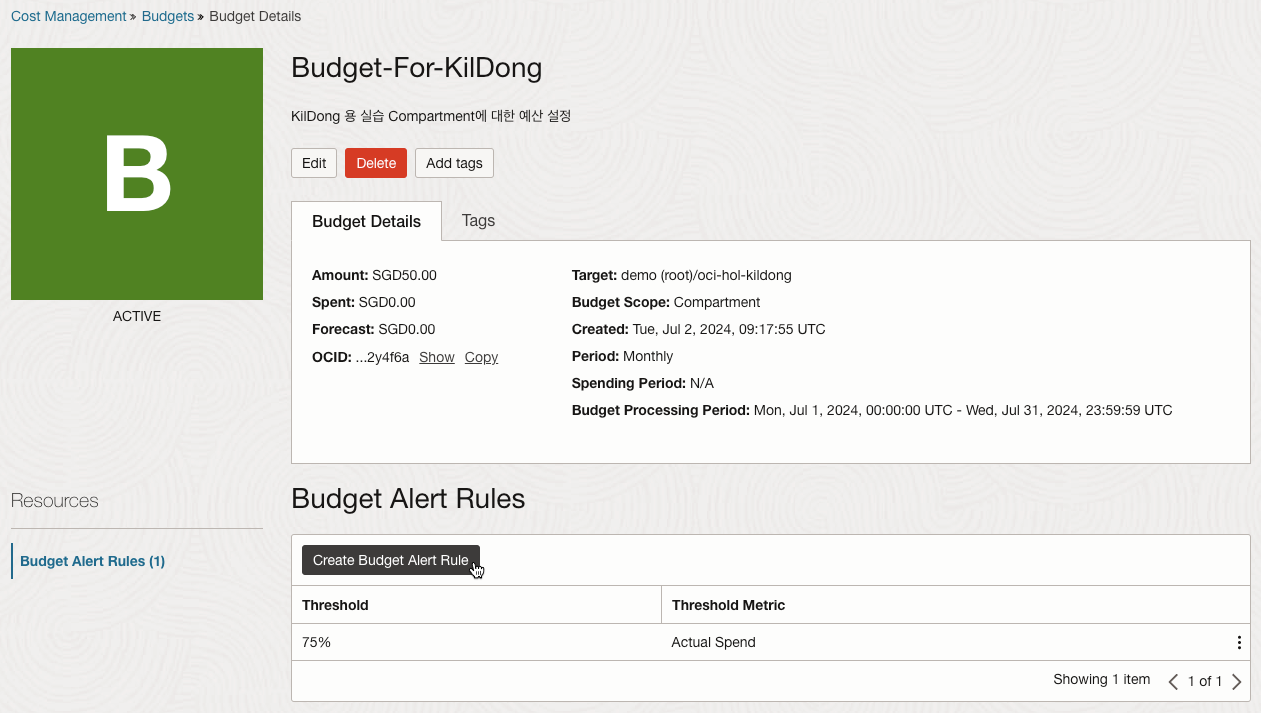 Cost Management » Budgets » Budget Details
B
ACTIVE
Budget-For-KilDong
KilDong 용 실습 Compartment에 대한 예산 설정
Edit Delete Add tags
Budget Details Tags
Amount: SGD50.00
Spent: SGD0.00
Forecast: SGD0.00
OCID: ...2y4f6a Show Copy
Target: demo (root)/oci-hol-kildong
Budget Scope: Compartment
Created: Tue, Jul 2, 2024, 09:17:55 UTC
Period: Monthly
Spending Period: N/A
Budget Processing Period: Mon, Jul 1, 2024, 00:00:00 UTC - Wed, Jul 31, 2024, 23:59:59 UTC
Resources
Budget Alert Rules (1)
Budget Alert Rules
Create Budget Alert Rule
Threshold Threshold Metric
75% Actual Spend
Showing 1 item 1 of 1